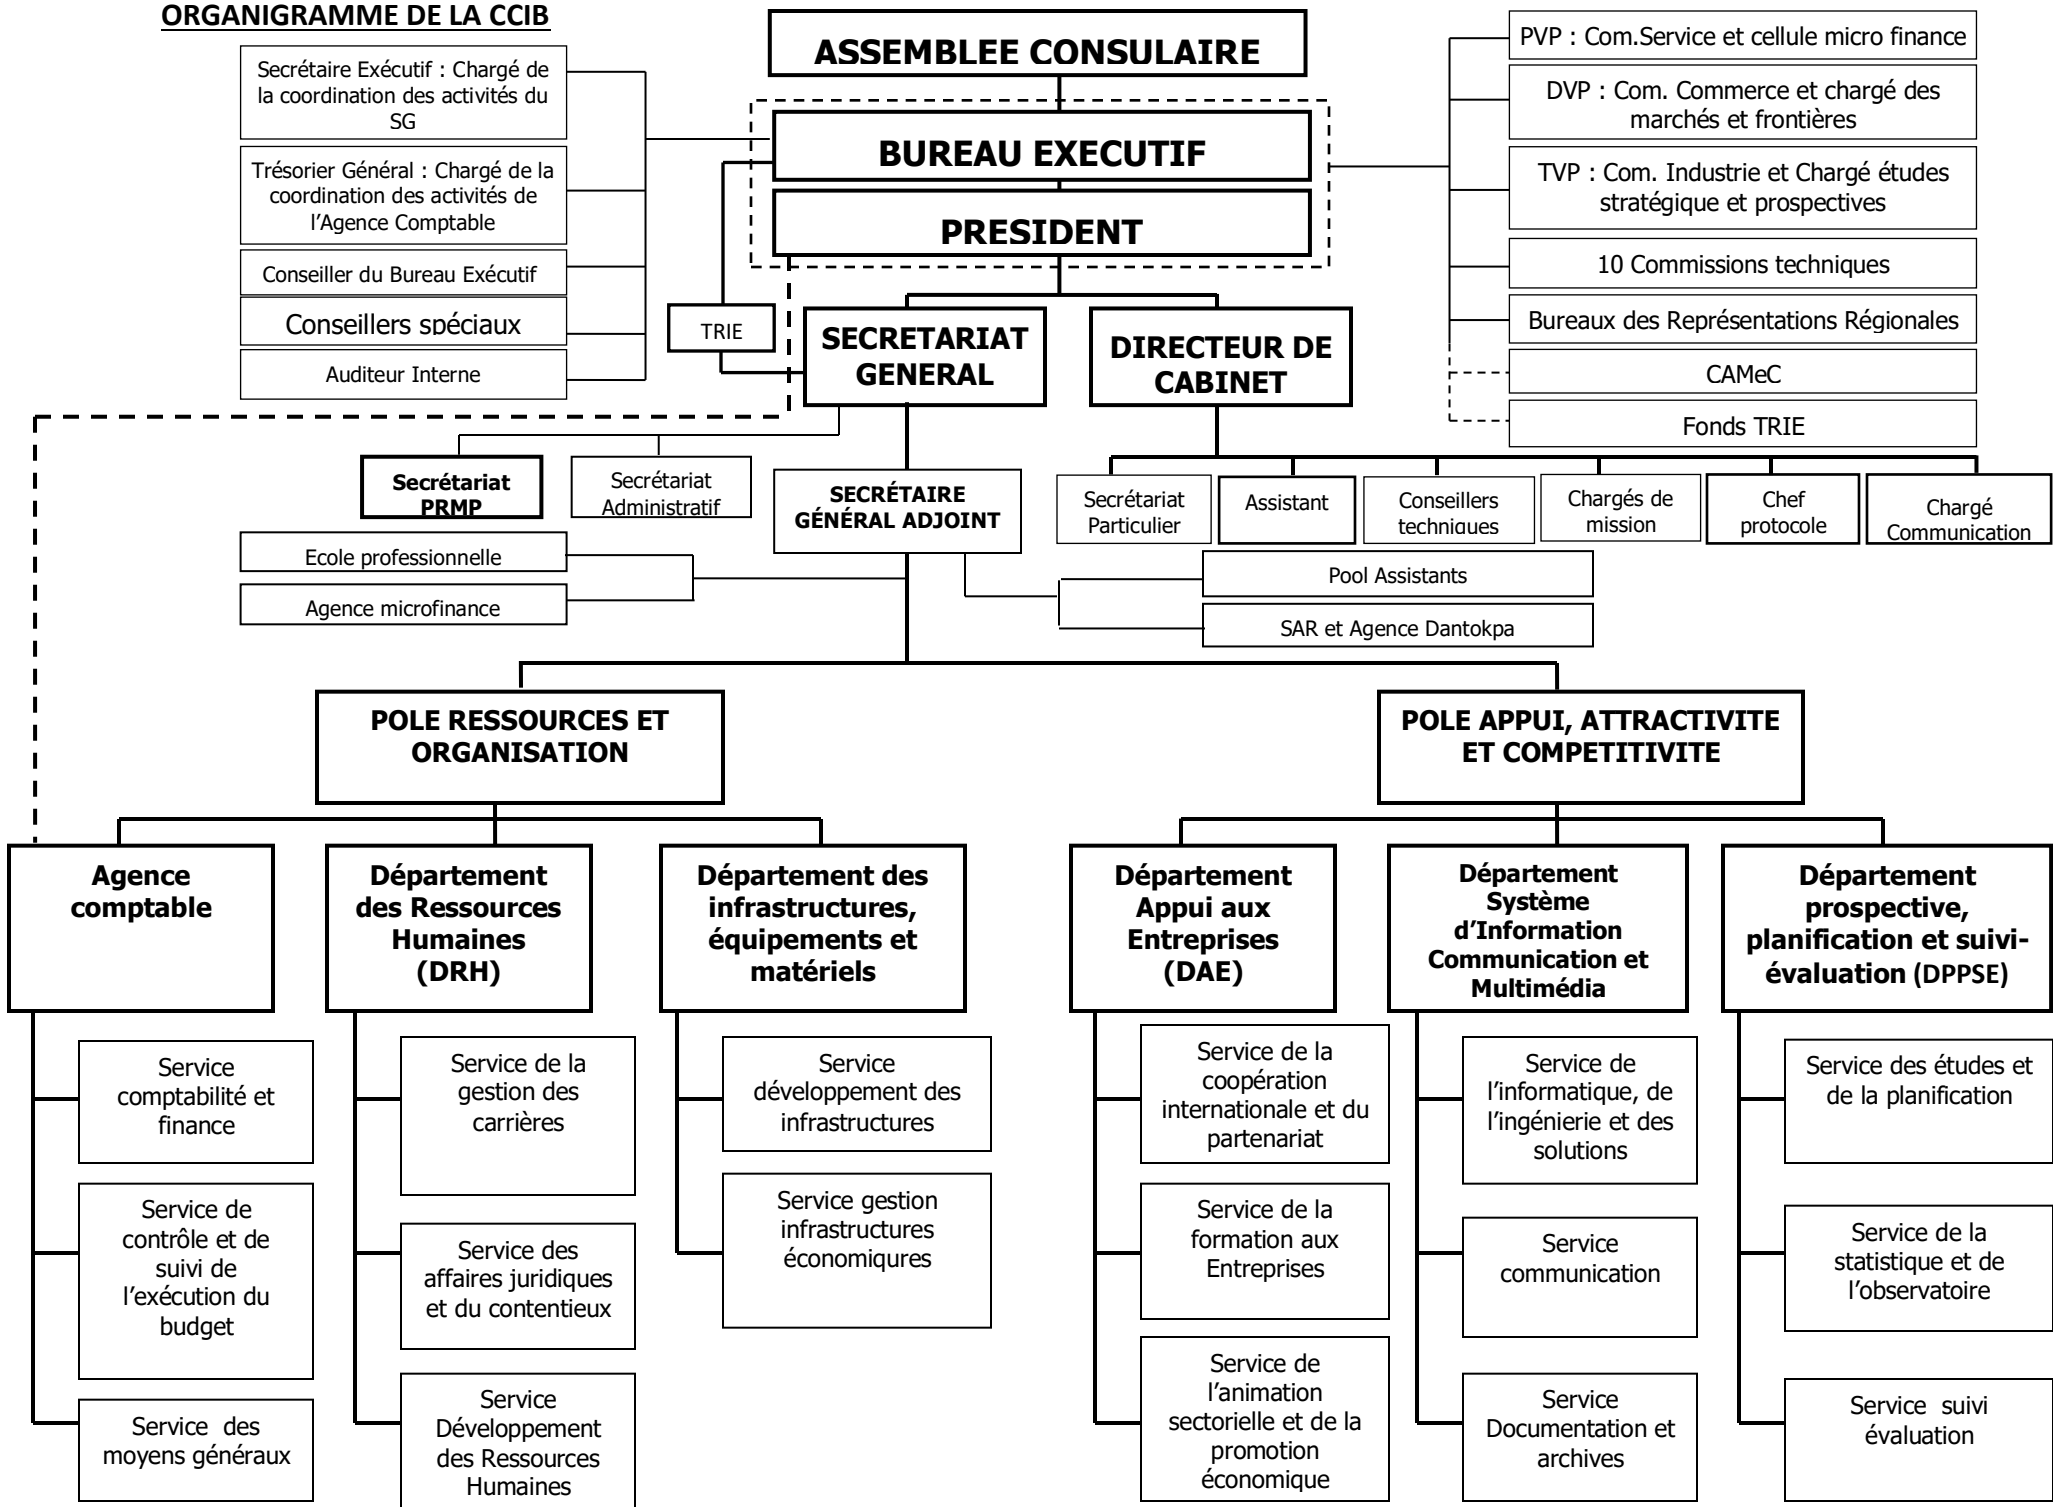 ORGANIGRAMME DE LA CCIB
ASSEMBLEE CONSULAIRE
BUREAU EXECUTIF
PRESIDENT
Secrétaire Exécutif : Chargé de
la coordination des activités du
SG
Trésorier Général : Chargé de la
coordination des activités de
l'Agence Comptable
Conseiller du Bureau Exécutif
Conseillers spéciaux
Auditeur Interne
PVP : Com.Service et cellule micro finance
DVP : Com. Commerce et chargé des
marchés et frontières
TVP : Com. Industrie et Chargé études
stratégique et prospectives
10 Commissions techniques
Bureaux des Représentations Régionales
CAMeC
Fonds TRIE
TRIE
SECRETARIAT
GENERAL
DIRECTEUR DE
CABINET
Secrétariat
PRMP
Secrétariat
Administratif
SECRÉTAIRE
GÉNÉRAL ADJOINT
Secrétariat
Particulier
Assistant
Conseillers
techniques
Chargés de
mission
Chef
protocole
Chargé
Communication
Ecole professionnelle
Agence microfinance
Pool Assistants
SAR et Agence Dantokpa
POLE RESSOURCES ET
ORGANISATION
POLE APPUI, ATTRACTIVITE
ET COMPETITIVITE
Agence
comptable
Département
des Ressources
Humaines
(DRH)
Département des
infrastructures,
équipements et
matériels
Département
Appui aux
Entreprises
(DAE)
Département
Système
d'Information
Communication et
Multimédia
Département
prospective,
planification et suivi-
évaluation (DPPSE)
Service
comptabilité et
finance
Service de
contrôle et de
suivi de
l'exécution du
budget
Service des
moyens généraux
Service de la
gestion des
carrières
Service des
affaires juridiques
et du contentieux
Service
Développement
des Ressources
Humaines
Service
développement des
infrastructures
Service gestion
infrastructures
économiqures
Service de la
coopération
internationale et du
partenariat
Service de la
formation aux
Entreprises
Service de
l'animation
sectorielle et de la
promotion
économique
Service de
l'informatique, de
l'ingénierie et des
solutions
Service
communication
Service
Documentation et
archives
Service des études et
de la planification
Service de la
statistique et de
l'observatoire
Service suivi
évaluation